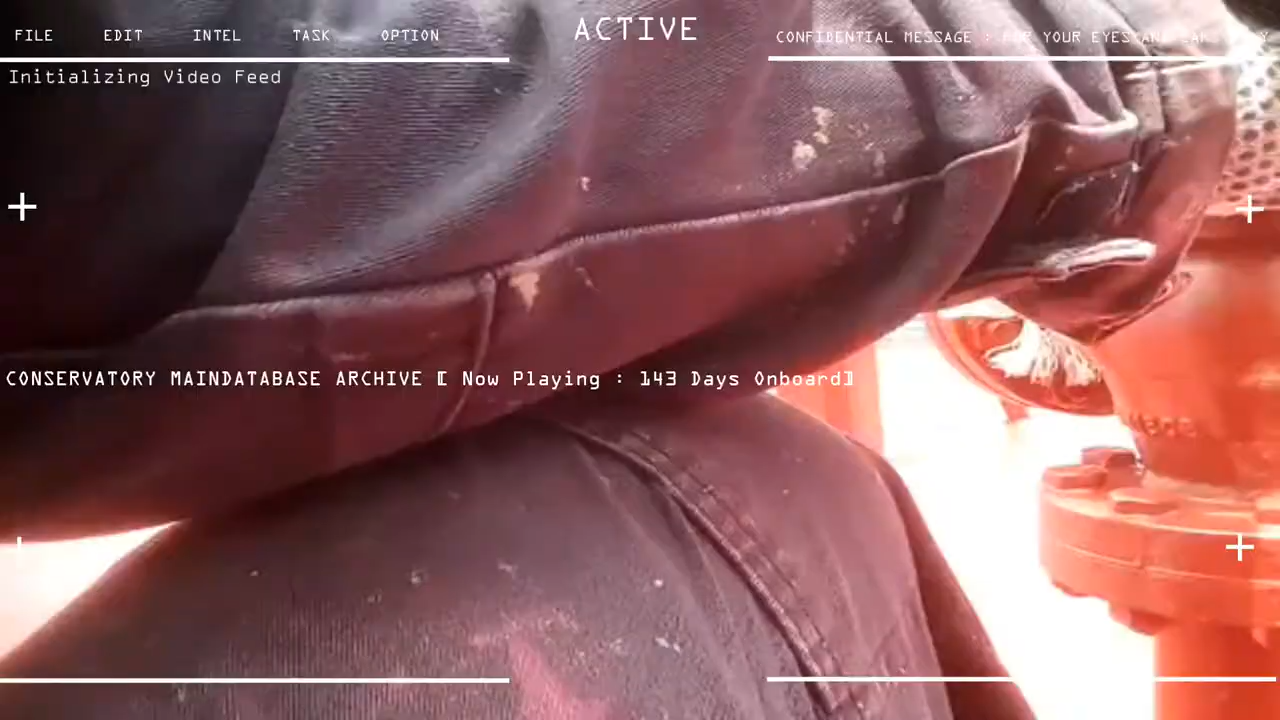 FILE EDIT INTEL TASK OPTION
ACTIVE
CONFIDENTIAL MESSAGE : FOR YOUR EYES AND
Initializing Video Feed
CONSERVATORY MAINDATABASE ARCHIVE [ Now Playing : 143 Days Onboard]